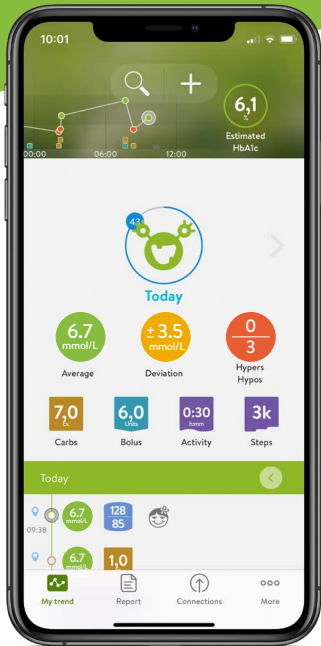 10:01
6,1
%
Estimated
HbA1c
00:00 06:00 12:00
43
Today
6.7
mmol/L
± 3.5
mmol/L
0
3
Average
Deviation
Hypers
Hypos
7,0
Ex.
6,0
Units
0:30
h:mm
3k
Carbs
Bolus
Activity
Steps
Today
6.7
mmol/L
128
85
09:38
6.7
mmol/L
1,0
My trend
Report
Connections
More